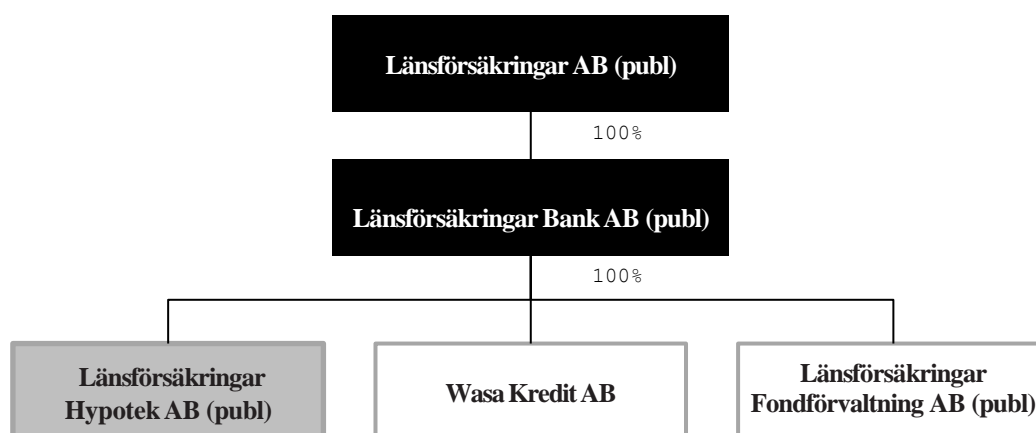 Länsförsäkringar AB (publ)
100%
Länsförsäkringar Bank AB (publ)
100%
Länsförsäkringar
Hypotek AB (publ)
Wasa Kredit AB
Länsförsäkringar
Fondförvaltning AB (publ)